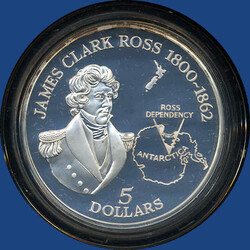 JAMES CLARK ROSS 1800-1862
ROSS
DEPENDENCY
ANTARCTICA
5
DOLLARS